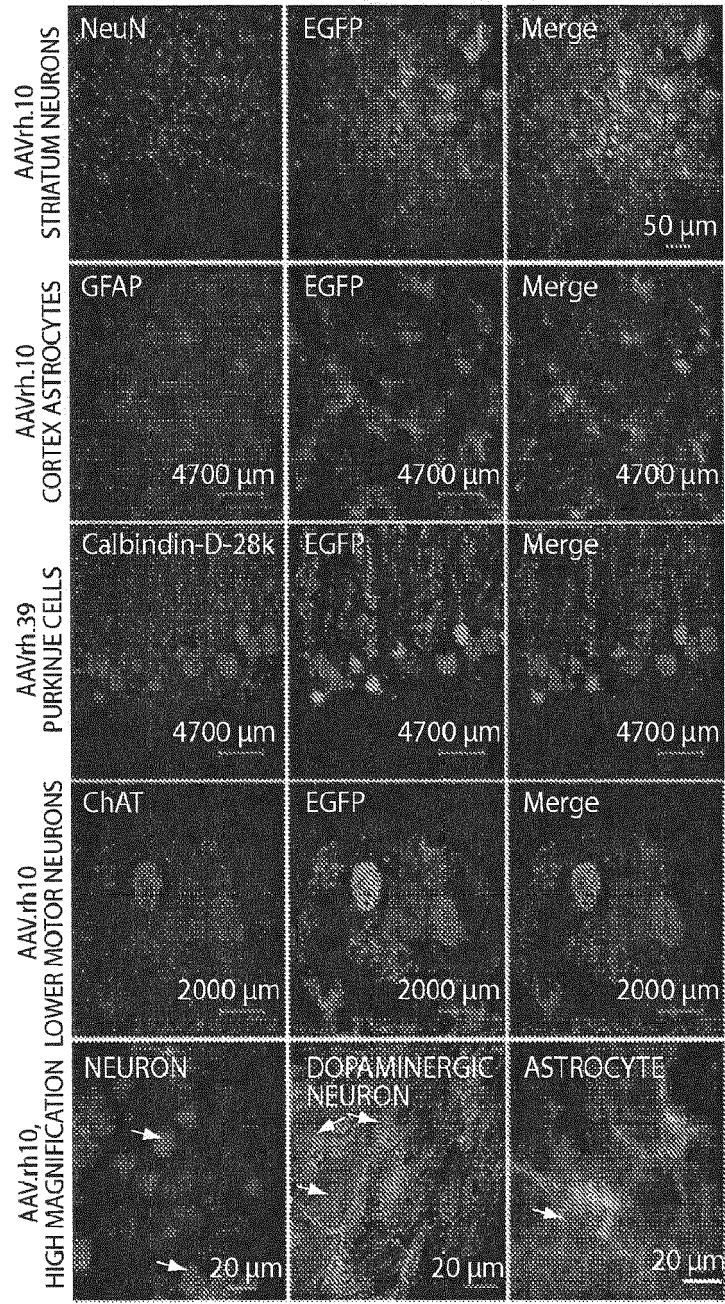 AAVrh.10
STRIATUM NEURONS
NeuN
EGFP
Merge
50 µm
AAVrh.10
CORTEX ASTROCYTES
GFAP
EGFP
Merge
4700 µm
4700 µm
4700 µm
AAVrh.39
PURKINJE CELLS
Calbindin-D-28k
EGFP
Merge
4700 µm
4700 µm
4700 µm
AAV.rh10
LOWER MOTOR NEURONS
ChAT
EGFP
Merge
2000 µm
2000 µm
2000 µm
AAV.rh10,
HIGH MAGNIFICATION
NEURON
DOPAMINERGIC
NEURON
ASTROCYTE
20 µm
20 µm
20 µm